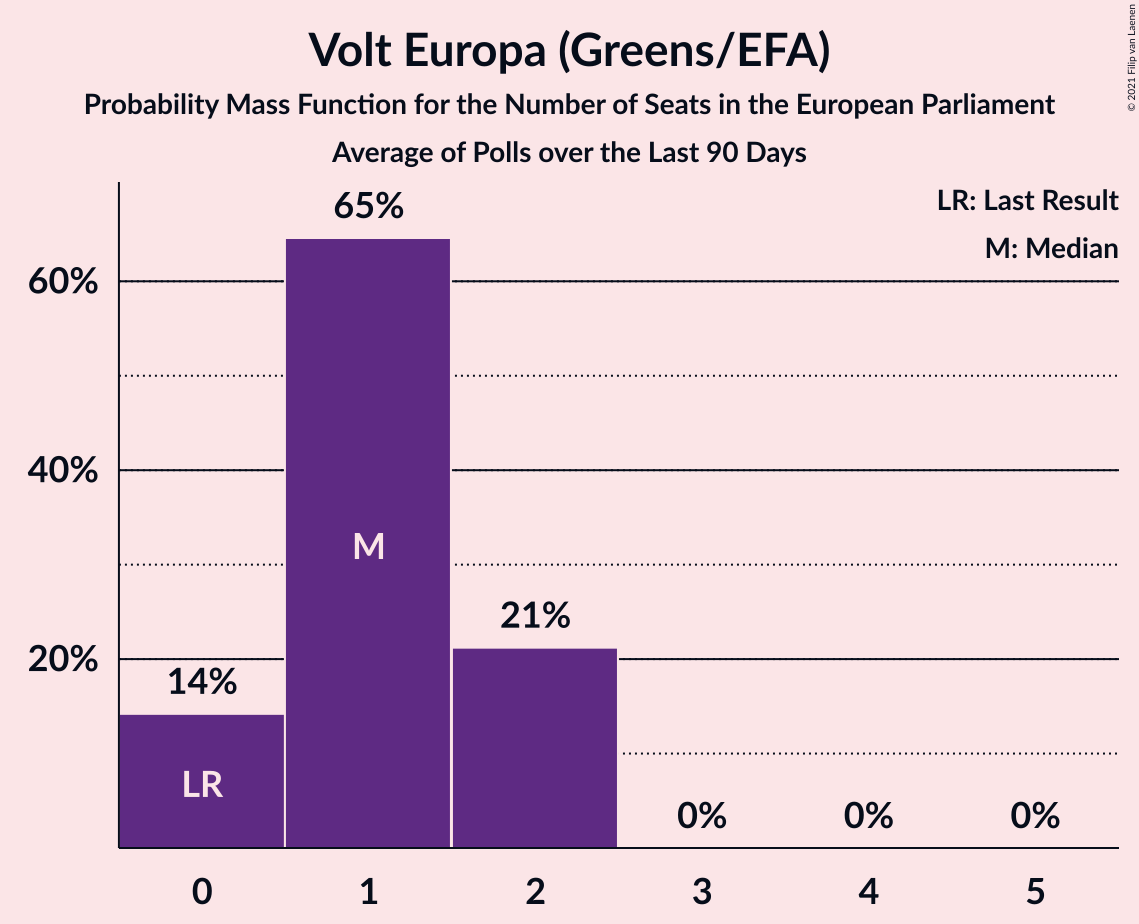 Volt Europa (Greens/EFA)
Probability Mass Function for the Number of Seats in the European Parliament
Average of Polls over the Last 90 Days
© 2021 Filip van Laenen
LR: Last Result
M: Median
65%
60%
40%
M
21%
20%
14%
LR
0%
0%
0%
0
1
2
3
4
5